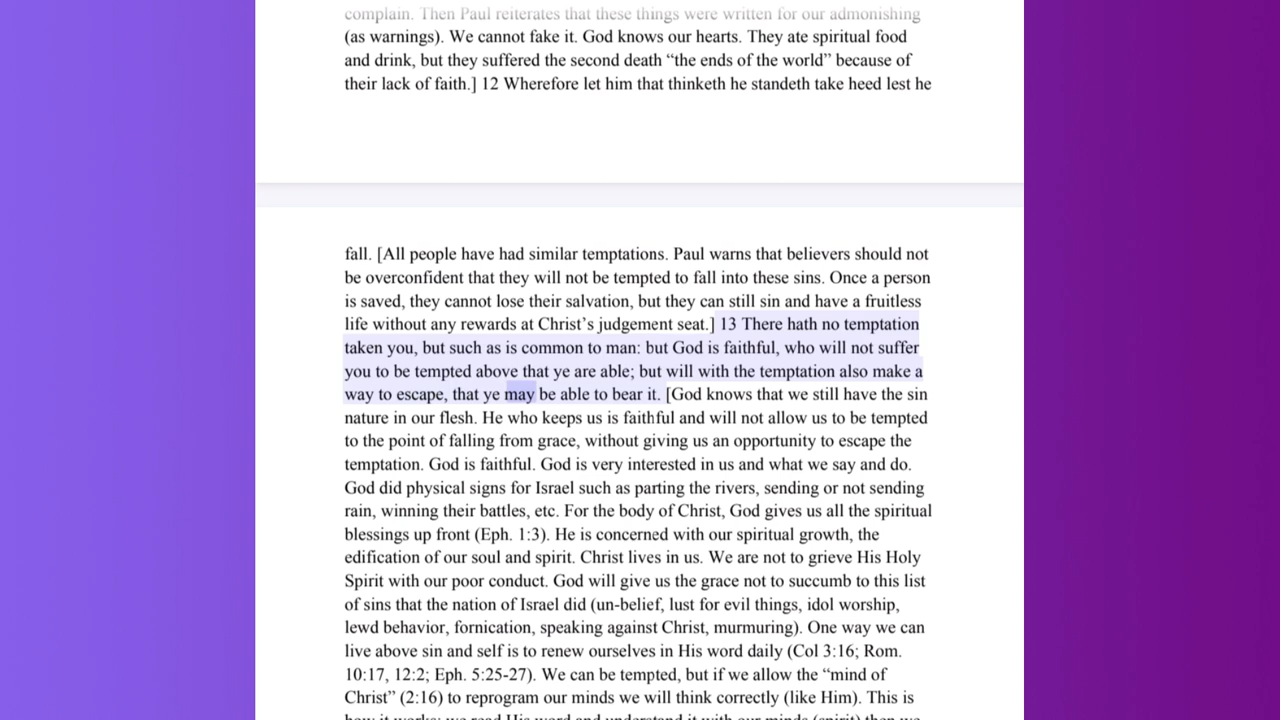 complain. Then Paul reiterates that these things were written for our admonishing
(as warnings). We cannot fake it. God knows our hearts. They ate spiritual food
and drink, but they suffered the second death “the ends of the world” because of
their lack of faith.] 12 Wherefore let him that thinketh he standeth take heed lest he
fall. [All people have had similar temptations. Paul warns that believers should not
be overconfident that they will not be tempted to fall into these sins. Once a person
is saved, they cannot lose their salvation, but they can still sin and have a fruitless
life without any rewards at Christ’s judgement seat.] 13 There hath no temptation
taken you, but such as is common to man: but God is faithful, who will not suffer
you to be tempted above that ye are able; but will with the temptation also make a
way to escape, that ye may be able to bear it. [God knows that we still have the sin
nature in our flesh. He who keeps us is faithful and will not allow us to be tempted
to the point of falling from grace, without giving us an opportunity to escape the
temptation. God is faithful. God is very interested in us and what we say and do.
God did physical signs for Israel such as parting the rivers, sending or not sending
rain, winning their battles, etc. For the body of Christ, God gives us all the spiritual
blessings up front (Eph. 1:3). He is concerned with our spiritual growth, the
edification of our soul and spirit. Christ lives in us. We are not to grieve His Holy
Spirit with our poor conduct. God will give us the grace not to succumb to this list
of sins that the nation of Israel did (un-belief, lust for evil things, idol worship,
lewd behavior, fornication, speaking against Christ, murmuring). One way we can
live above sin and self is to renew ourselves in His word daily (Col 3:16; Rom.
10:17, 12:2; Eph. 5:25-27). We can be tempted, but if we allow the “mind of
Christ” (2:16) to reprogram our minds we will think correctly (like Him). This is
how it works: we read His word and understand it with our minds (spirit) then we